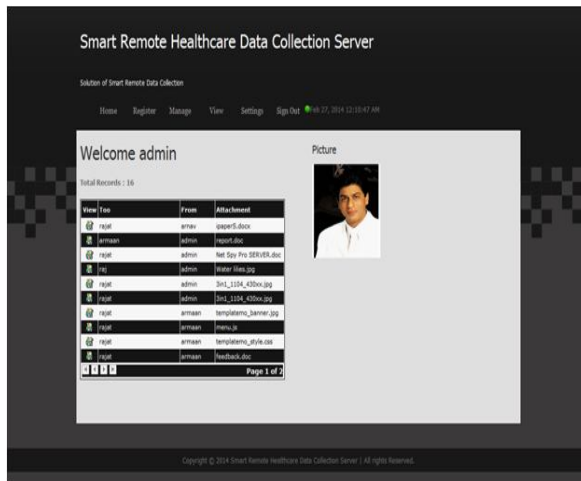 Smart Remote Healthcare Data Collection Server
Solution of Smart Remote Data Collection
Home Register Manage View Settings Sign Out Feb 27, 2014 12:10:47 AM
Welcome admin
Picture
Total Records : 16
View Too From Attachment
rajat arnav ipaper5.docx
armaan admin report.doc
rajat admin Net Spy Pro SERVER.doc
raj admin Water lilies.jpg
rajat admin 3in1_1104_430xx.jpg
rajat admin 3in1_1104_430xx.jpg
rajat armaan templatemo_banner.jpg
rajat armaan menu.js
rajat armaan templatemo_style.css
rajat armaan feedback.doc
Page 1 of 2
Copyright © 2014 Smart Remote Healthcare Data Collection Server | All rights Reserved.